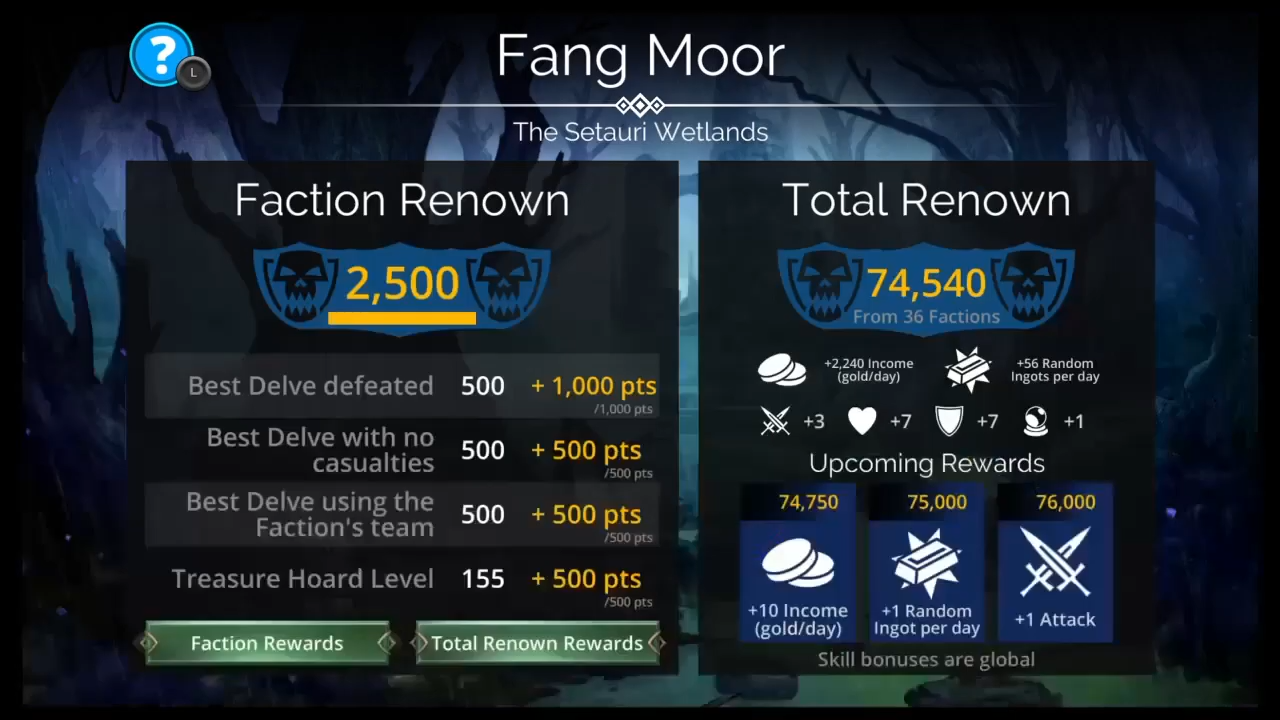 ?
L
Fang Moor
The Setauri Wetlands
Faction Renown
2,500
Best Delve defeated 500 + 1,000 pts
/1,000 pts
Best Delve with no
casualties 500 + 500 pts
/500 pts
Best Delve using the
Faction's team 500 + 500 pts
/500 pts
Treasure Hoard Level 155 + 500 pts
/500 pts
Faction Rewards
Total Renown Rewards
Total Renown
74,540
From 36 Factions
+2,240 Income
(gold/day)
+56 Random
Ingots per day
+3 +7 +7 +1
Upcoming Rewards
74,750
+10 Income
(gold/day)
75,000
+1 Random
Ingot per day
76,000
+1 Attack
Skill bonuses are global